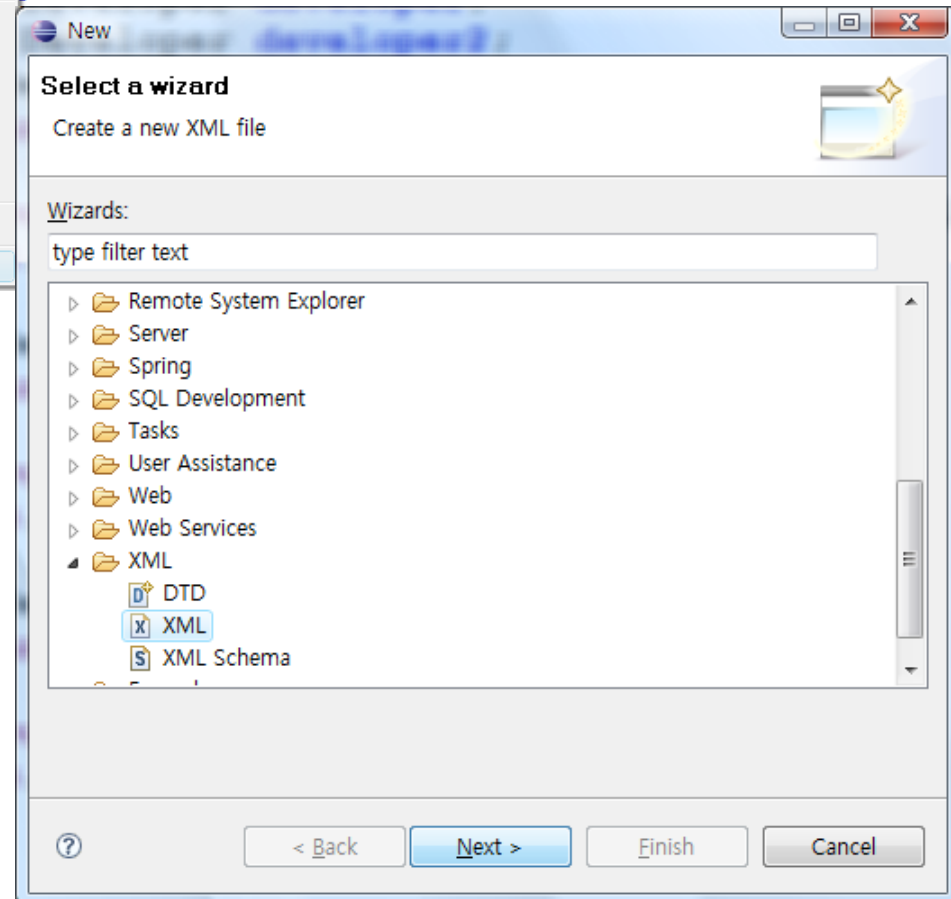 New
developer2;
Select a wizard
Create a new XML file
Wizards:
type filter text
Remote System Explorer
Server
Spring
SQL Development
Tasks
User Assistance
Web
Web Services
XML
DTD
XML
XML Schema
< Back
Next >
Finish
Cancel